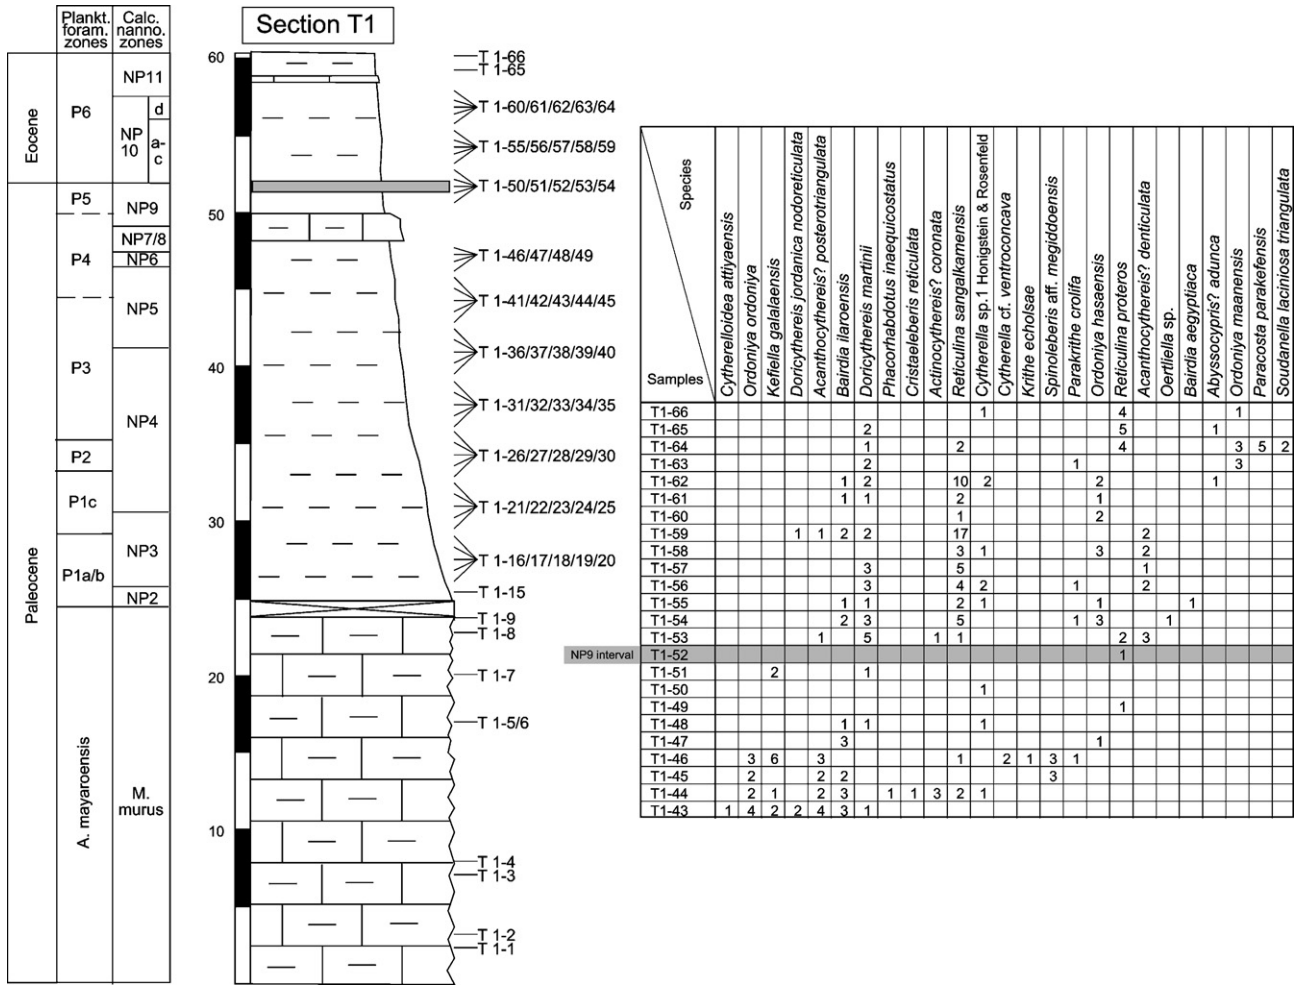 Plankt.
foram.
zones
Calc.
nanno.
zones
Section T1
Eocene
Paleocene
P6
P5
P4
P3
P2
P1c
P1a/b
A. mayaroensis
NP11
NP
10
d
a-
c
NP9
NP7/8
NP6
NP5
NP4
NP3
NP2
M.
murus
60
50
40
30
20
10
T 1-66
T 1-65
T 1-60/61/62/63/64
T 1-55/56/57/58/59
T 1-50/51/52/53/54
T 1-46/47/48/49
T 1-41/42/43/44/45
T 1-36/37/38/39/40
T 1-31/32/33/34/35
T 1-26/27/28/29/30
T 1-21/22/23/24/25
T 1-16/17/18/19/20
T 1-15
T 1-9
T 1-8
T 1-7
T 1-5/6
T 1-4
T 1-3
T 1-2
T 1-1
Species
Samples
Cytherelloidea attiyaensis
Ordoniya ordoniya
Kefiella galalaensis
Doricythereis jordanica nodoreticulata
Acanthocythereis? posterotriangulata
Bairdia ilaroensis
Doricythereis martinii
Phacorhabdotus inaequicostatus
Cristaeleberis reticulata
Actinocythereis? coronata
Reticulina sangalkamensis
Cytherella sp.1 Honigstein & Rosenfeld
Cytherella cf. ventroconcava
Krithe echolsae
Spinoleberis aff. megiddoensis
Parakrithe crolifa
Ordoniya hasaensis
Reticulina proteros
Acanthocythereis? denticulata
Oertliella sp.
Bairdia aegyptiaca
Abyssocypris? adunca
Ordoniya maanensis
Paracosta parakefensis
Soudanella laciniosa triangulata
T1-66 1 4 1
T1-65 2 5 1
T1-64 1 2 4 3 5 2
T1-63 2 1 3
T1-62 1 2 10 2 2 1
T1-61 1 1 2 1
T1-60 1 2
T1-59 1 1 2 2 17 2
T1-58 3 1 3 2
T1-57 3 5 1
T1-56 3 4 2 1 2
T1-55 1 1 2 1 1 1
T1-54 2 3 5 1 3 1
T1-53 1 5 1 1 2 3
NP9 interval T1-52 1
T1-51 2 1
T1-50 1
T1-49 1
T1-48 1 1 1
T1-47 3 1
T1-46 3 6 3 1 2 1 3 1
T1-45 2 2 2 3
T1-44 2 1 2 3 1 1 3 2 1
T1-43 1 4 2 2 4 3 1